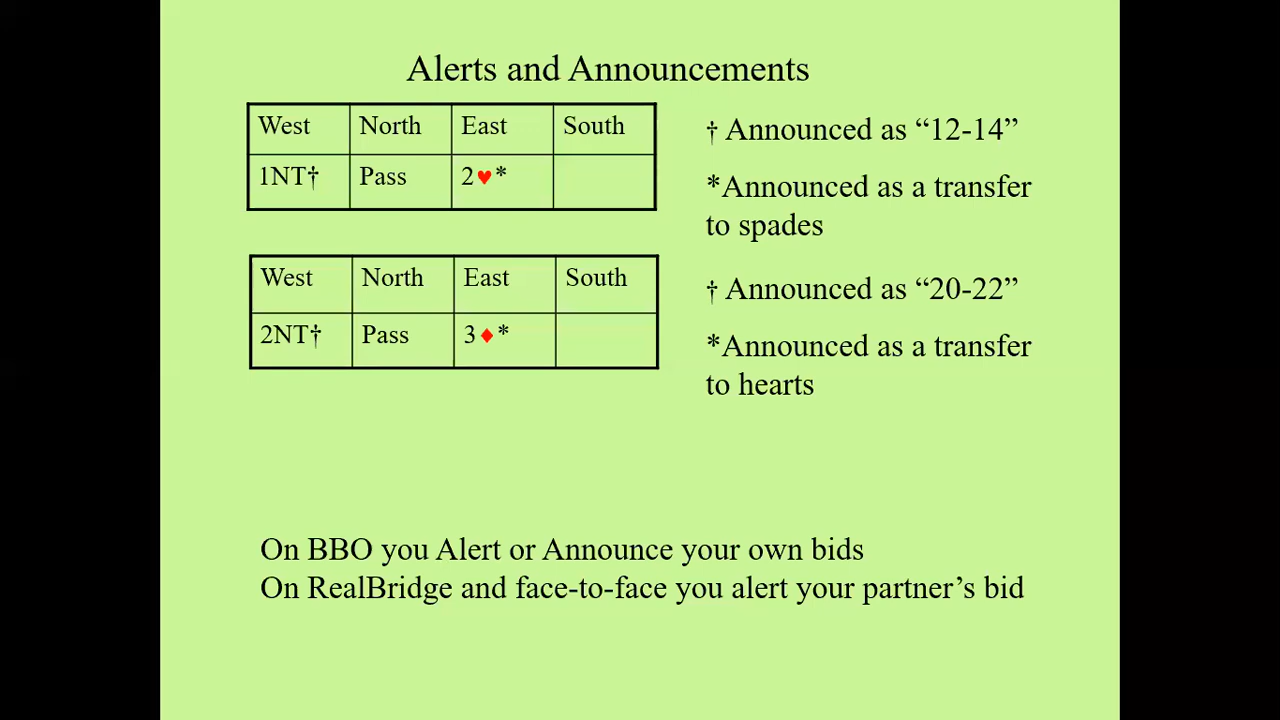 Alerts and Announcements
West North East South
1NT† Pass 2♥*
† Announced as “12-14”
*Announced as a transfer
to spades
West North East South
2NT† Pass 3♦*
† Announced as “20-22”
*Announced as a transfer
to hearts
On BBO you Alert or Announce your own bids
On RealBridge and face-to-face you alert your partner’s bid